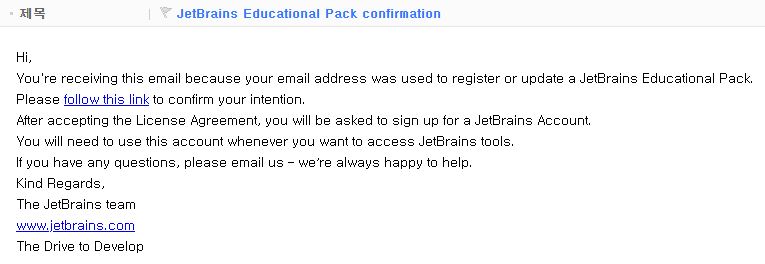 제목 JetBrains Educational Pack confirmation
Hi,
You're receiving this email because your email address was used to register or update a JetBrains Educational Pack.
Please follow this link to confirm your intention.
After accepting the License Agreement, you will be asked to sign up for a JetBrains Account.
You will need to use this account whenever you want to access JetBrains tools.
If you have any questions, please email us - we're always happy to help.
Kind Regards,
The JetBrains team
www.jetbrains.com
The Drive to Develop